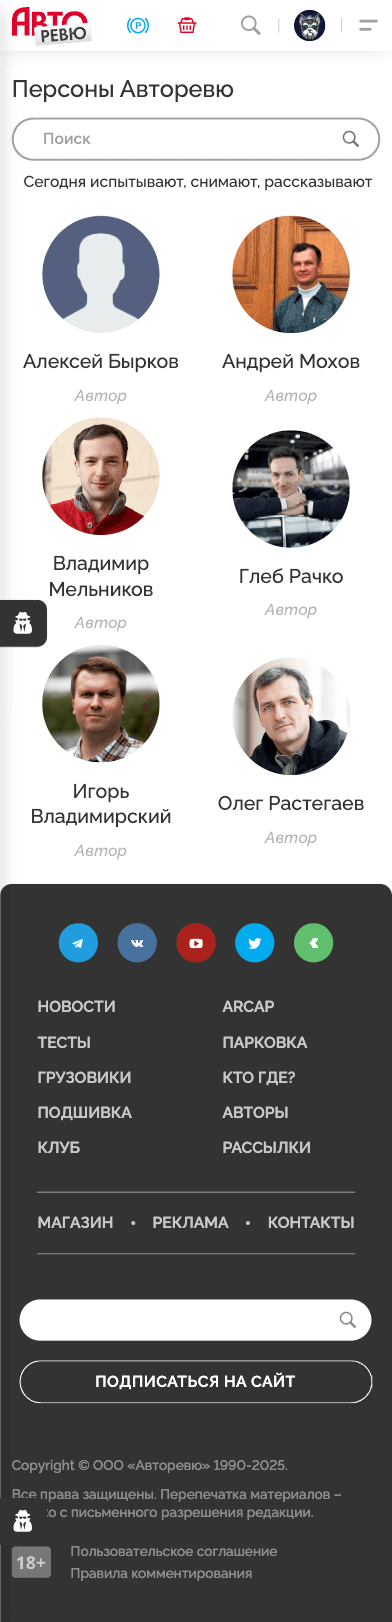 АВТО
РЕВЮ
Персоны Авторевю
Поиск
Сегодня испытывают, снимают, рассказывают
Алексей Бырков
Автор
Андрей Мохов
Автор
Владимир
Мельников
Автор
Глеб Рачко
Автор
Игорь
Владимирский
Автор
Олег Растегаев
Автор
НОВОСТИ
ТЕСТЫ
ГРУЗОВИКИ
ПОДШИВКА
КЛУБ
ARCAP
ПАРКОВКА
КТО ГДЕ?
АВТОРЫ
РАССЫЛКИ
МАГАЗИН • РЕКЛАМА • КОНТАКТЫ
ПОДПИСАТЬСЯ НА САЙТ
Copyright © ООО «Авторевю» 1990-2025.
Все права защищены. Перепечатка материалов –
с письменного разрешения редакции.
18+
Пользовательское соглашение
Правила комментирования